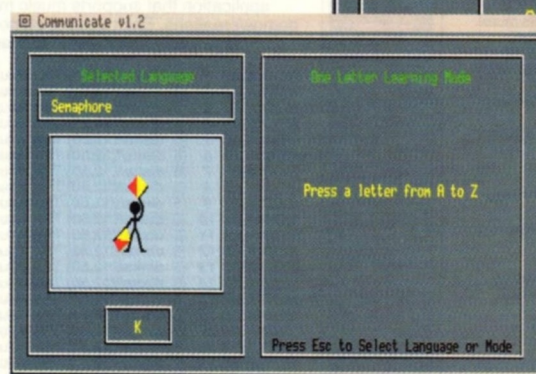 Communicate v1.2
Selected Language
Semaphore
K
One Letter Learning Mode
Press a letter from A to Z
Press Esc to Select Language or Mode